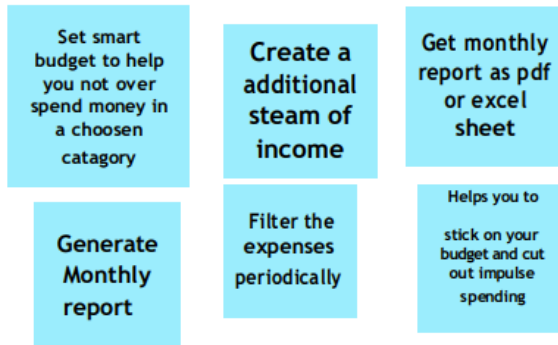 Set smart
budget to help
you not over
spend money in
a choosen
catagory
Create a
additional
steam of
income
Get monthly
report as pdf
or excel
sheet
Generate
Monthly
report
Filter the
expenses
periodically
Helps you to
stick on your
budget and cut
out impulse
spending